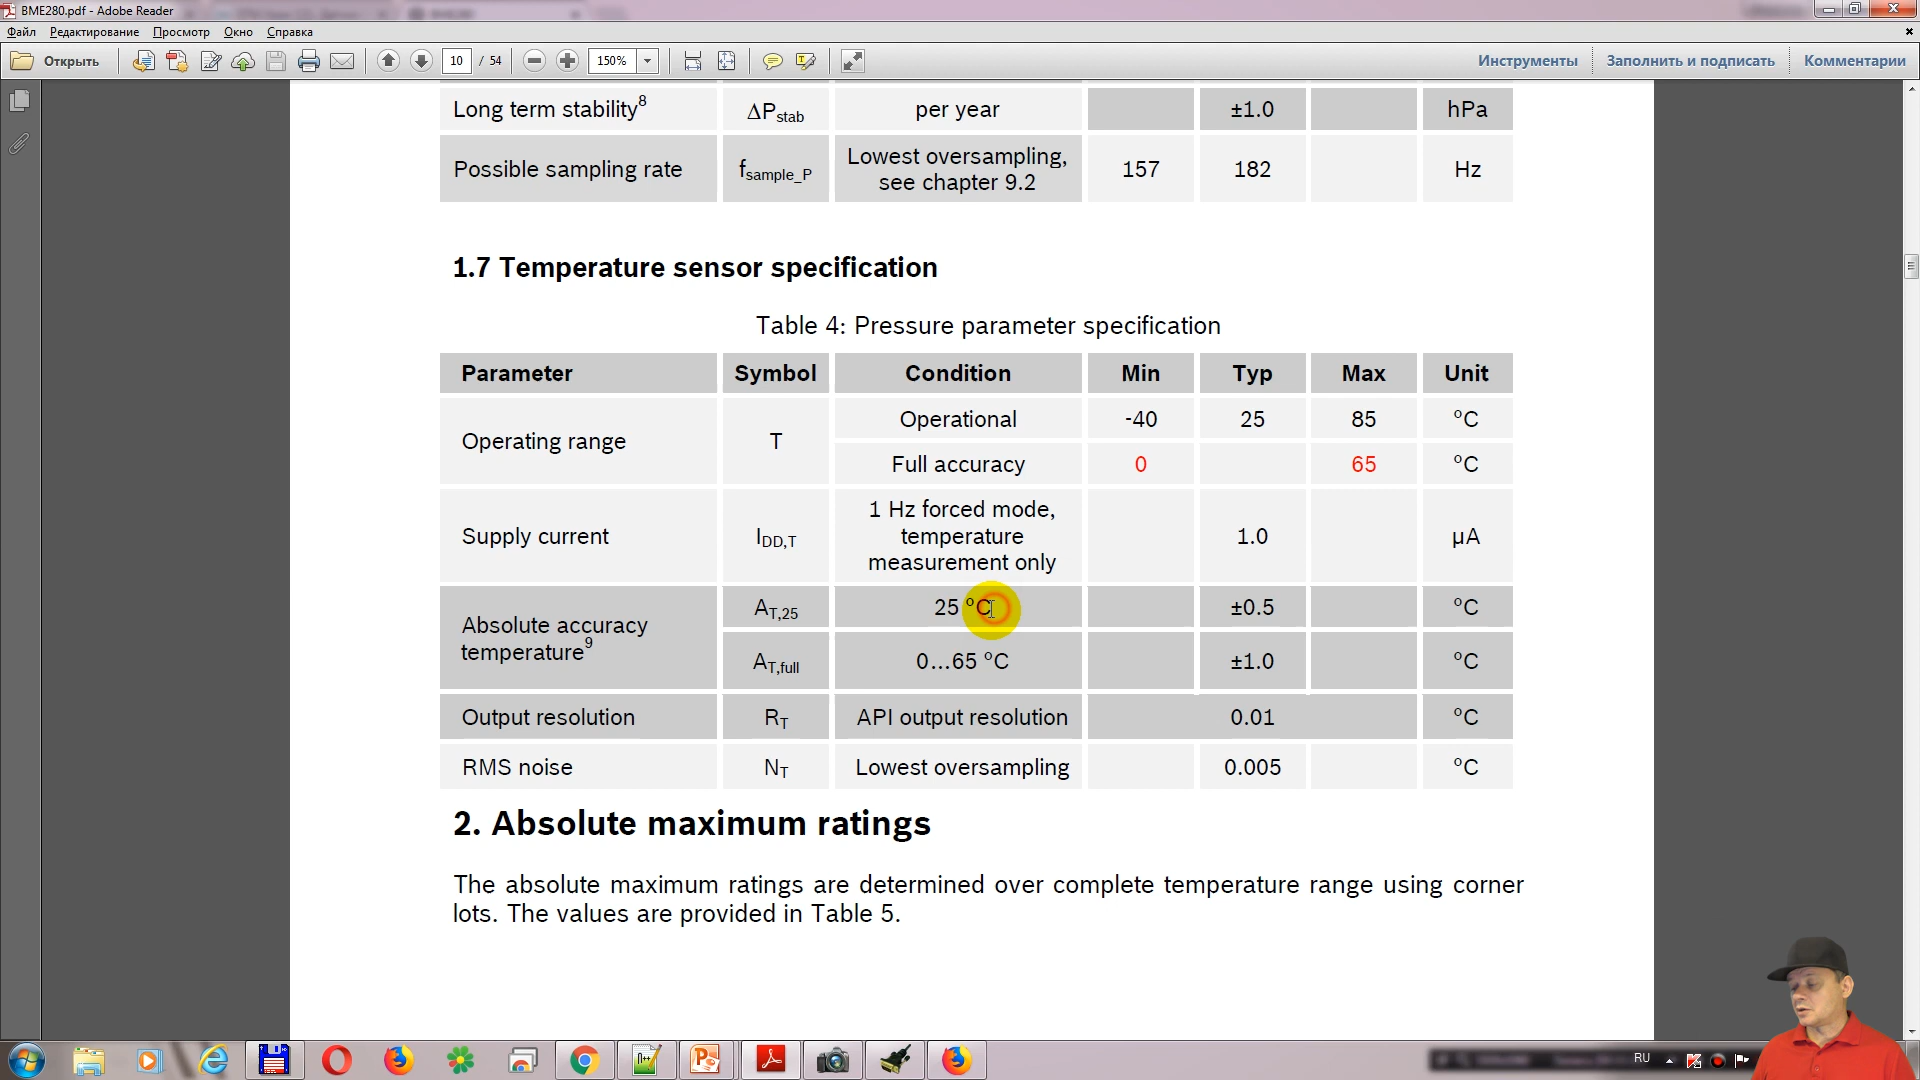 BME280.pdf - Adobe Reader
Файл Редактирование Просмотр Окно Справка
Открыть 10 / 54 150% Инструменты Заполнить и подписать Комментарии
Long term stability8 ΔPstab per year ±1.0 hPa
Possible sampling rate fsample_P Lowest oversampling, see chapter 9.2 157 182 Hz
1.7 Temperature sensor specification
Table 4: Pressure parameter specification
Parameter Symbol Condition Min Typ Max Unit
Operating range T Operational -40 25 85 °C
Full accuracy 0 65 °C
Supply current IDD,T 1 Hz forced mode, temperature measurement only 1.0 µA
Absolute accuracy temperature9 AT,25 25 °C ±0.5 °C
AT,full 0...65 °C ±1.0 °C
Output resolution RT API output resolution 0.01 °C
RMS noise NT Lowest oversampling 0.005 °C
2. Absolute maximum ratings
The absolute maximum ratings are determined over complete temperature range using corner
lots. The values are provided in Table 5.
RU